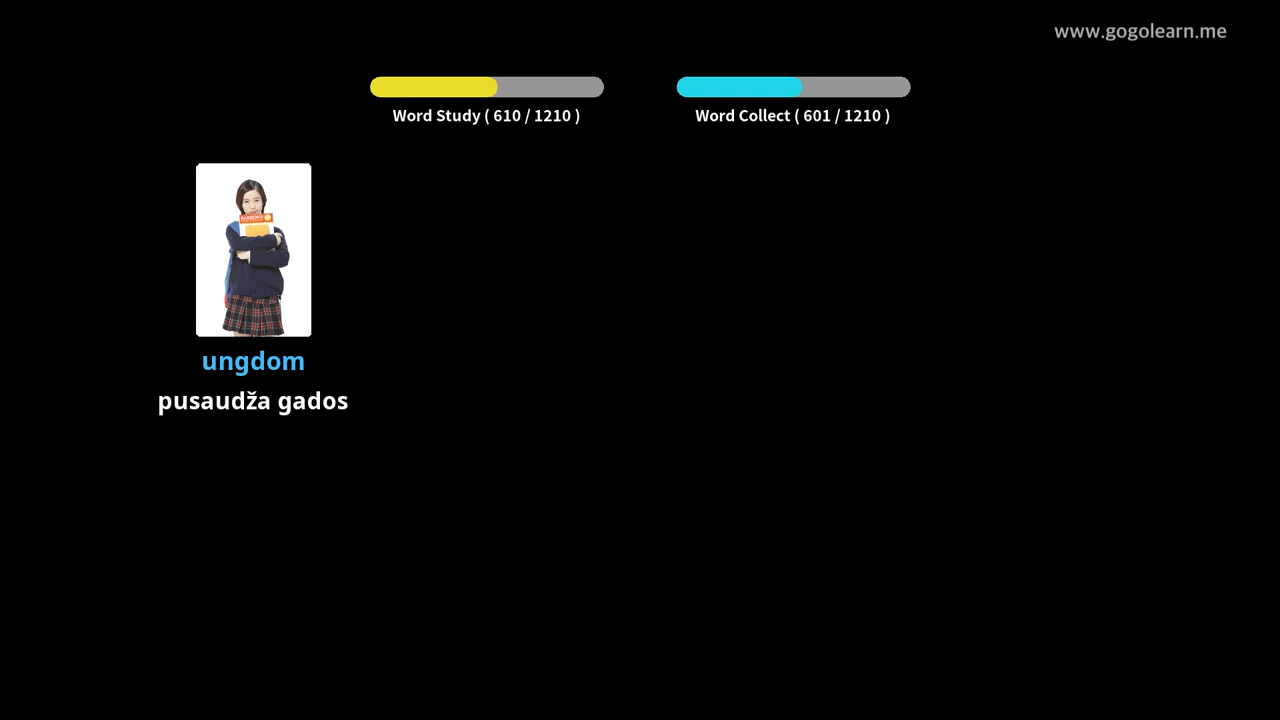 www.gogolearn.me
Word Study ( 610 / 1210 )
Word Collect ( 601 / 1210 )
ungdom
pusaudža gados